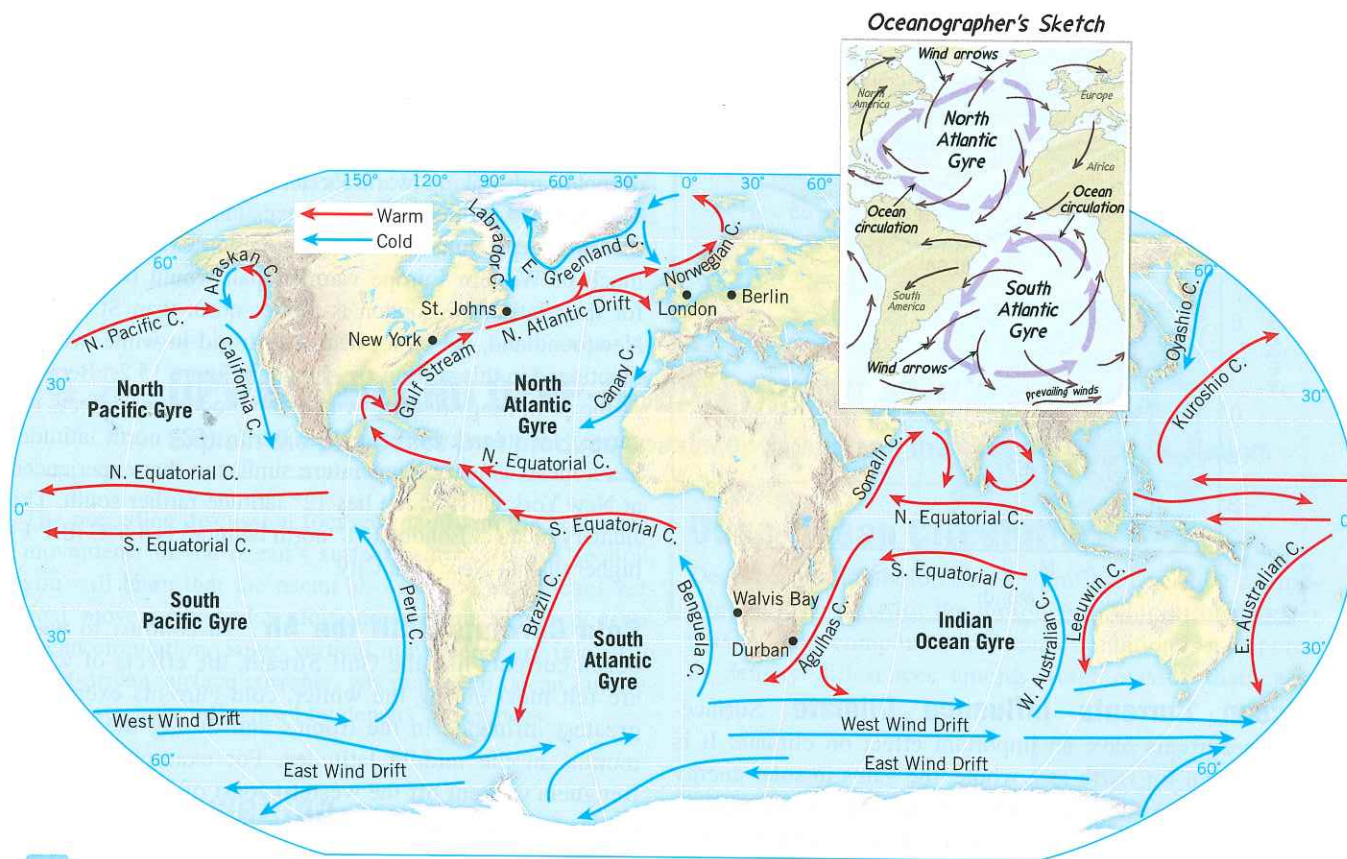 Oceanographer's Sketch
Wind arrows
North
America
Europe
North
Atlantic
Gyre
Africa
Ocean
circulation
Ocean
circulation
South
America
South
Atlantic
Gyre
Wind arrows
prevailing winds
150° 120° 90° 60° 30° 0° 30° 60°
Warm
Cold
Labrador C.
E. Greenland C.
Norwegian C.
60°
60°
Alaskan C.
N. Pacific C.
St. Johns
N. Atlantic Drift
London
Berlin
Oyashio C.
New York
Gulf Stream
California C.
Canary C.
30°
30°
Kuroshio C.
North
Pacific Gyre
North
Atlantic
Gyre
Somali C.
N. Equatorial C.
N. Equatorial C.
N. Equatorial C.
0°
0°
S. Equatorial C.
S. Equatorial C.
S. Equatorial C.
South
Pacific Gyre
Peru C.
Brazil C.
South
Atlantic
Gyre
Benguela C.
Walvis Bay
Durban
Agulhas C.
Indian
Ocean Gyre
W. Australian C.
Leeuwin C.
E. Australian C.
30°
30°
West Wind Drift
West Wind Drift
60°
60°
East Wind Drift
East Wind Drift